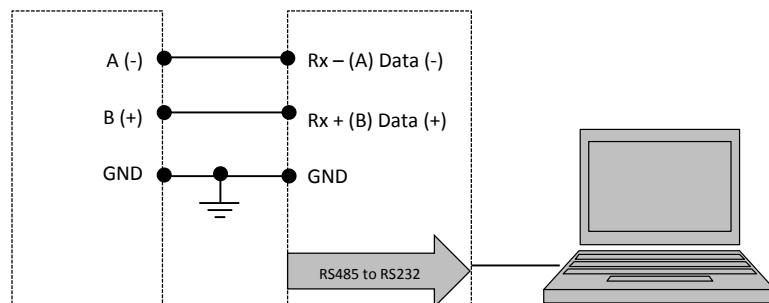 A (-)
Rx – (A) Data (-)
B (+)
Rx + (B) Data (+)
GND
GND
RS485 to RS232